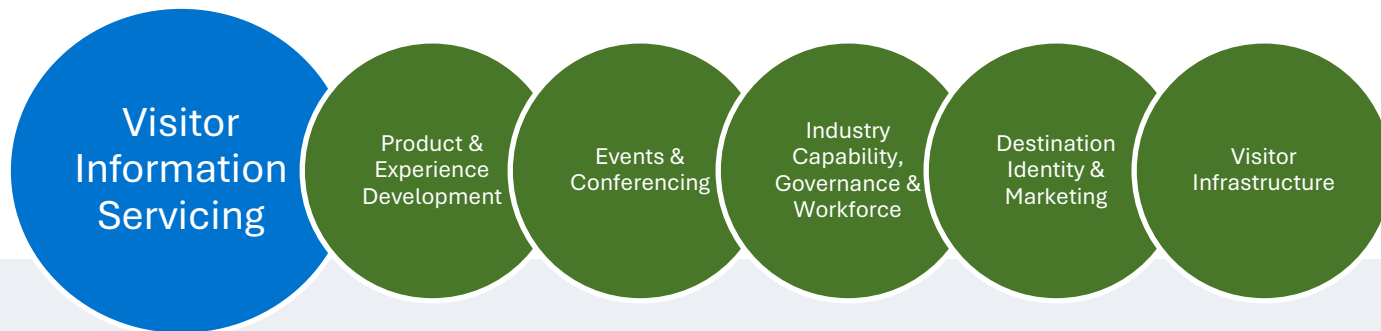 Visitor
Information
Servicing
Product &
Experience
Development
Events &
Conferencing
Industry
Capability,
Governance &
Workforce
Destination
Identity &
Marketing
Visitor
Infrastructure